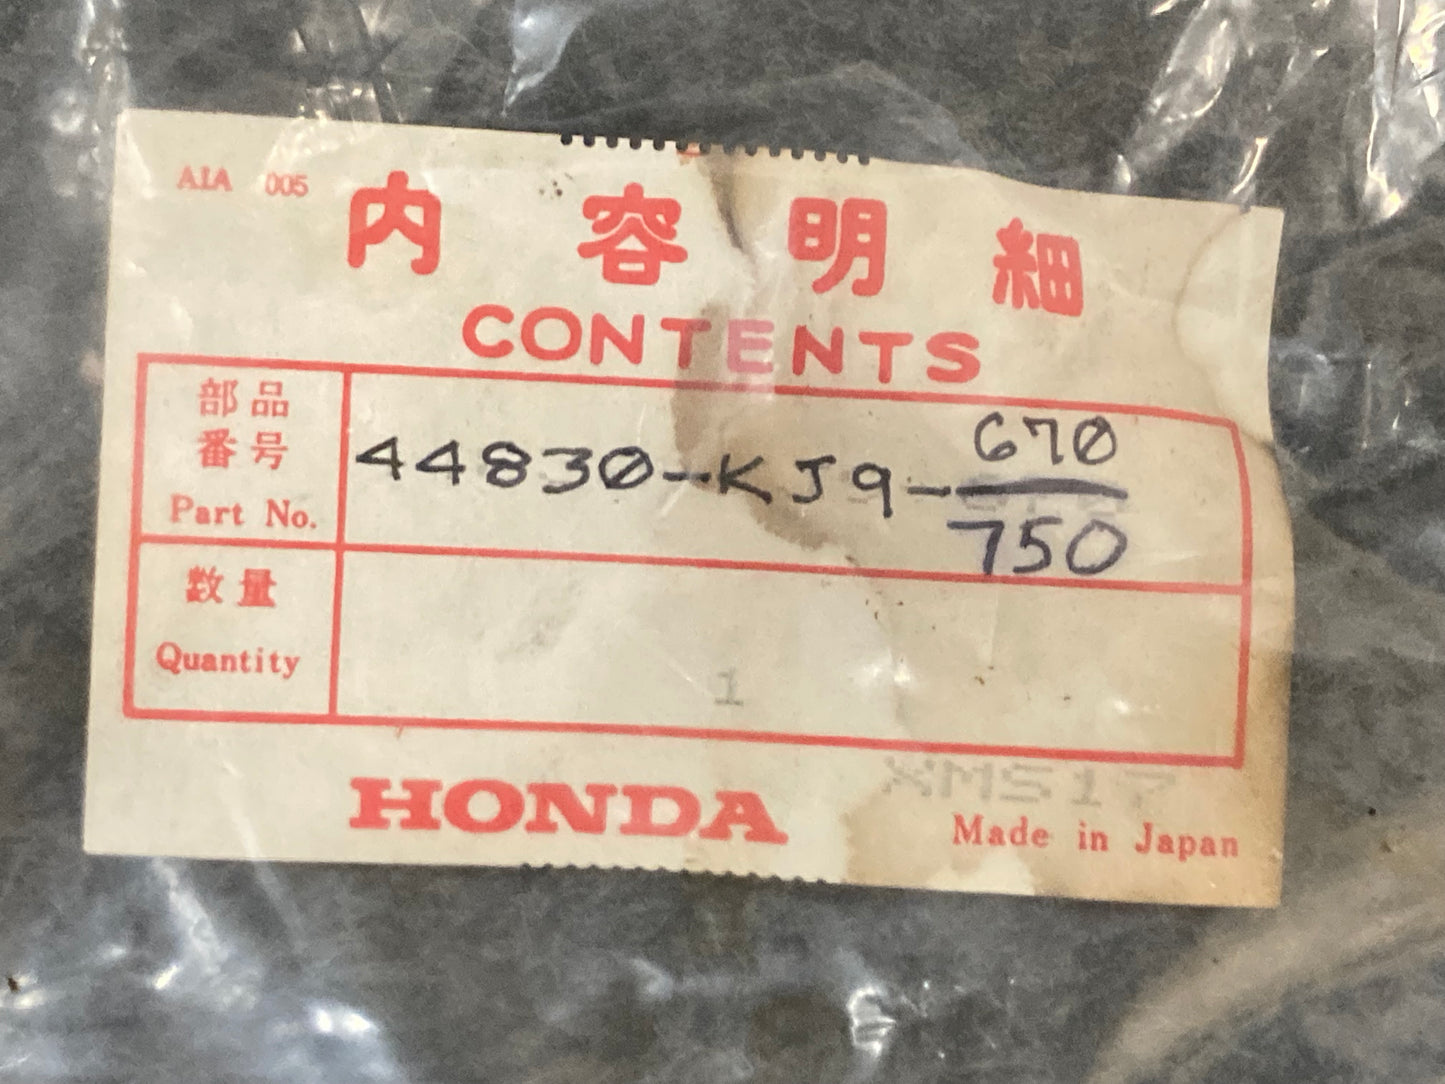 AIA 005
内容明細
CONTENTS
部品
番号
Part No.
44830-KJ9-670
750
数量
Quantity
1
HONDA
XMS17
Made in Japan